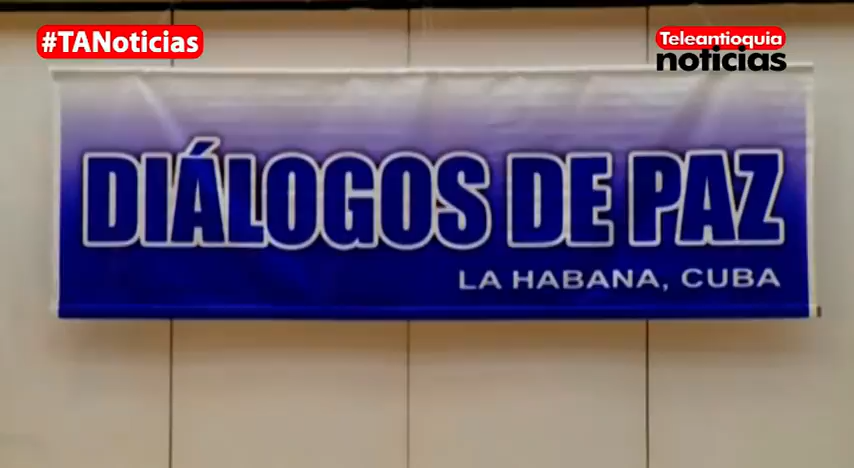 #TANoticias
Teleantioquia
noticias
DIÁLOGOS DE PAZ
LA HABANA, CUBA